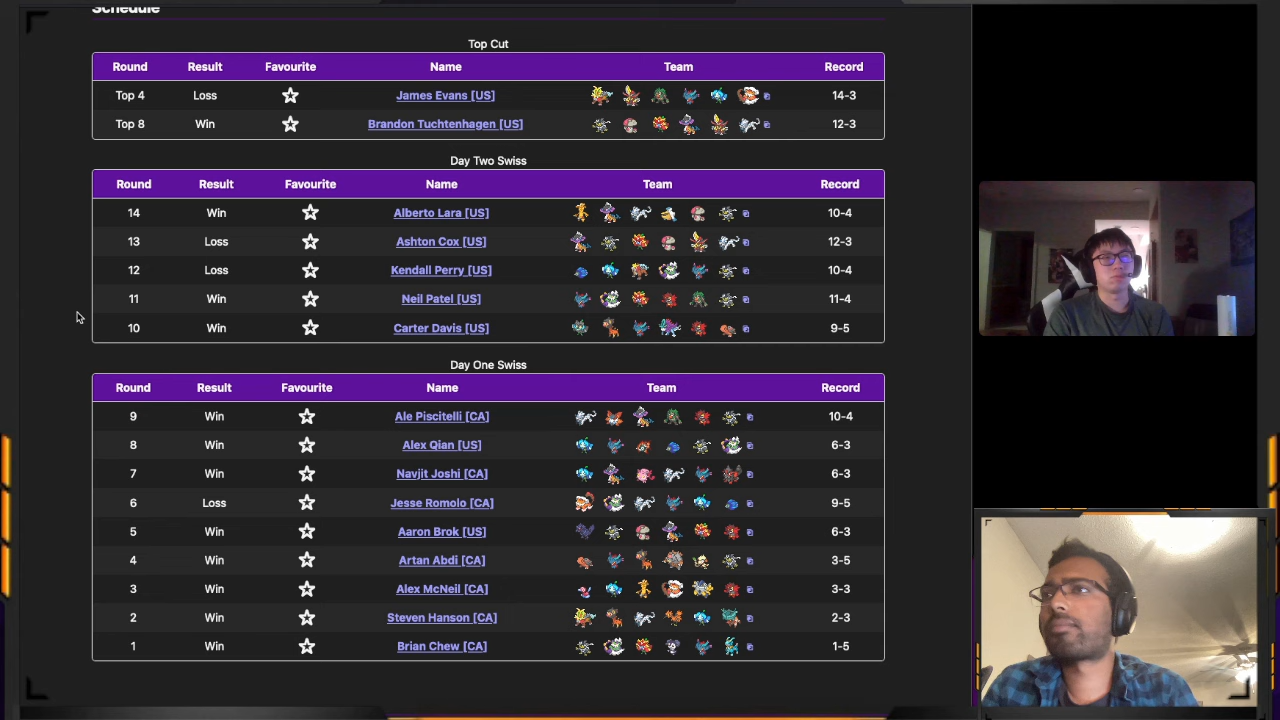 Schedule
Top Cut
Round Result Favourite Name Team Record
Top 4 Loss James Evans [US] 14-3
Top 8 Win Brandon Tuchtenhagen [US] 12-3
Day Two Swiss
Round Result Favourite Name Team Record
14 Win Alberto Lara [US] 10-4
13 Loss Ashton Cox [US] 12-3
12 Loss Kendall Perry [US] 10-4
11 Win Neil Patel [US] 11-4
10 Win Carter Davis [US] 9-5
Day One Swiss
Round Result Favourite Name Team Record
9 Win Ale Piscitelli [CA] 10-4
8 Win Alex Qian [US] 6-3
7 Win Navjit Joshi [CA] 6-3
6 Loss Jesse Romolo [CA] 9-5
5 Win Aaron Brok [US] 6-3
4 Win Artan Abdi [CA] 3-5
3 Win Alex McNeil [CA] 3-3
2 Win Steven Hanson [CA] 2-3
1 Win Brian Chew [CA] 1-5